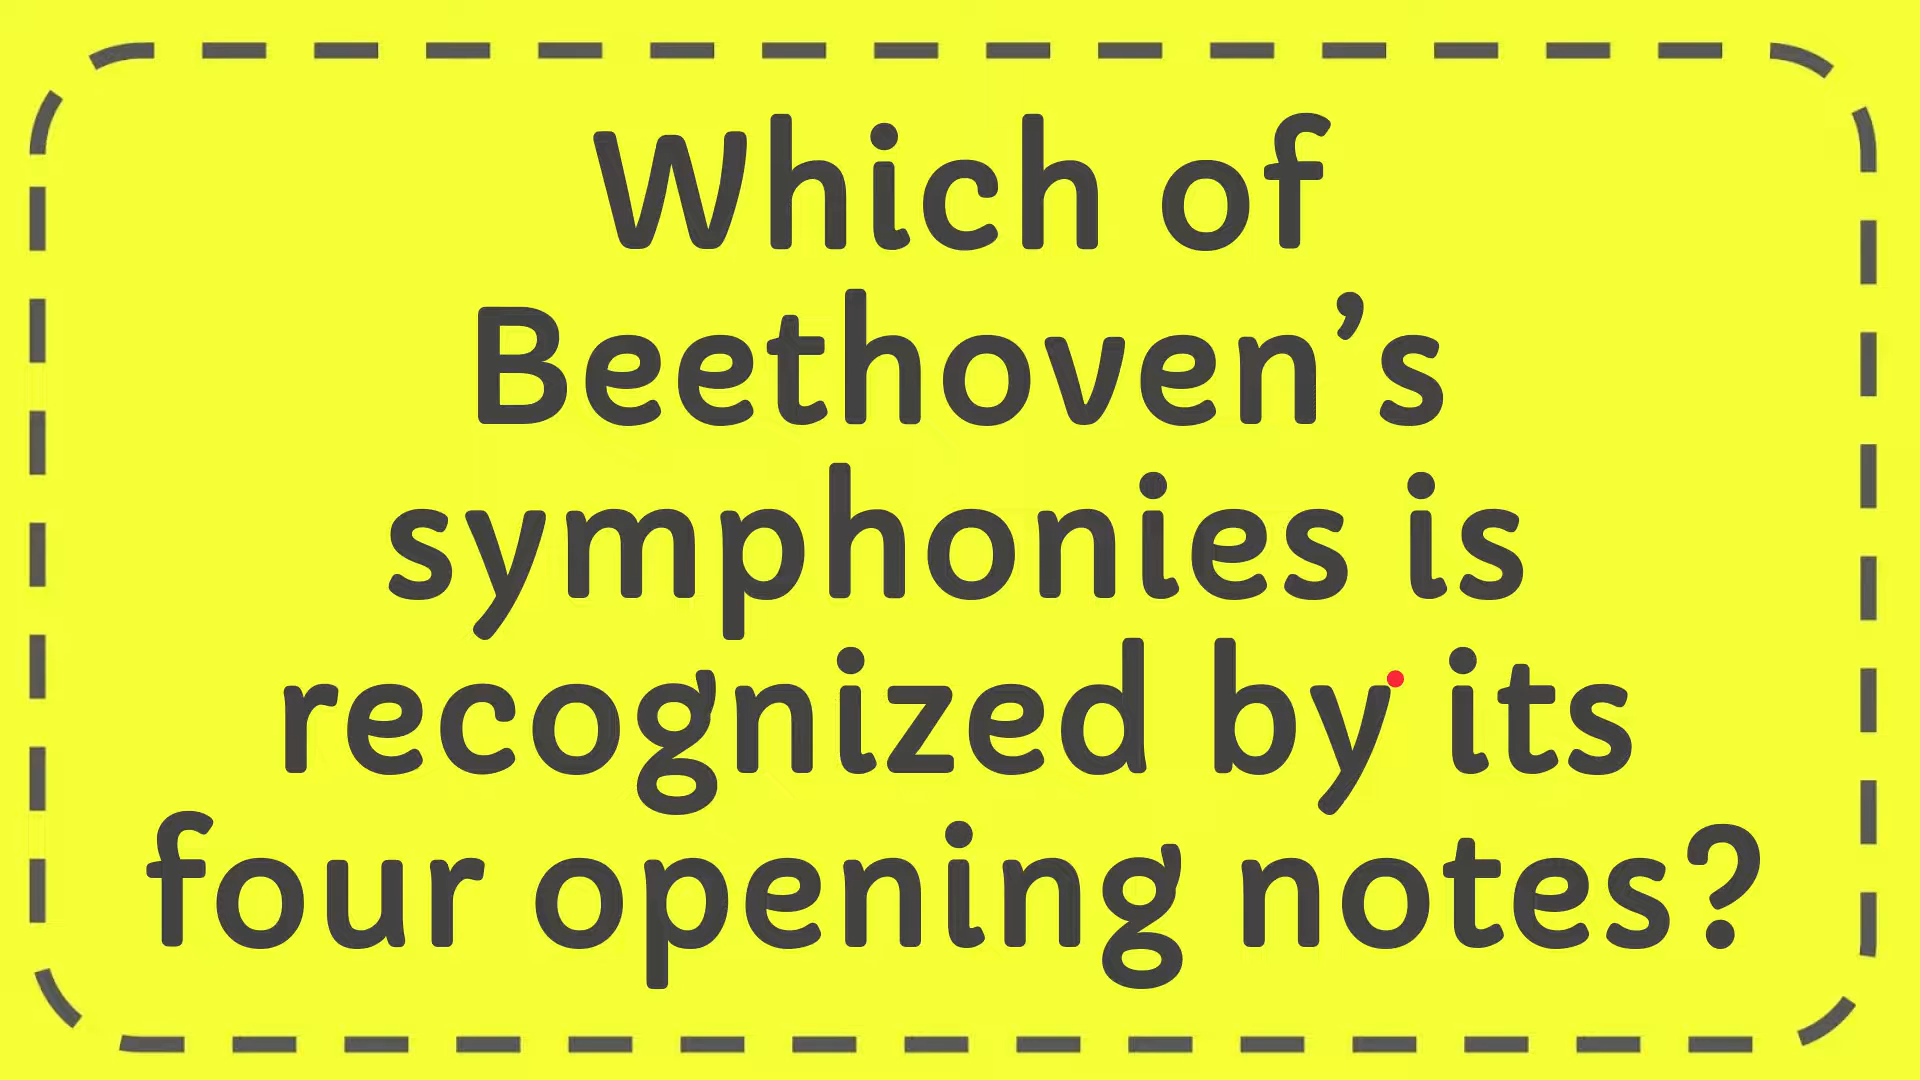 Which of
Beethoven’s
symphonies is
recognized by its
four opening notes?